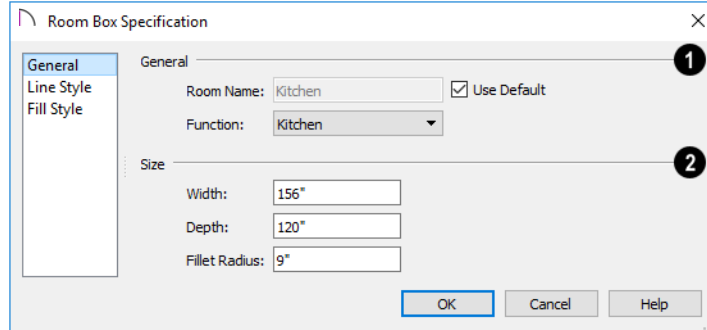 Room Box Specification
General
Line Style
Fill Style
General 1
Room Name: Kitchen Use Default
Function: Kitchen
Size 2
Width: 156"
Depth: 120"
Fillet Radius: 9"
OK Cancel Help